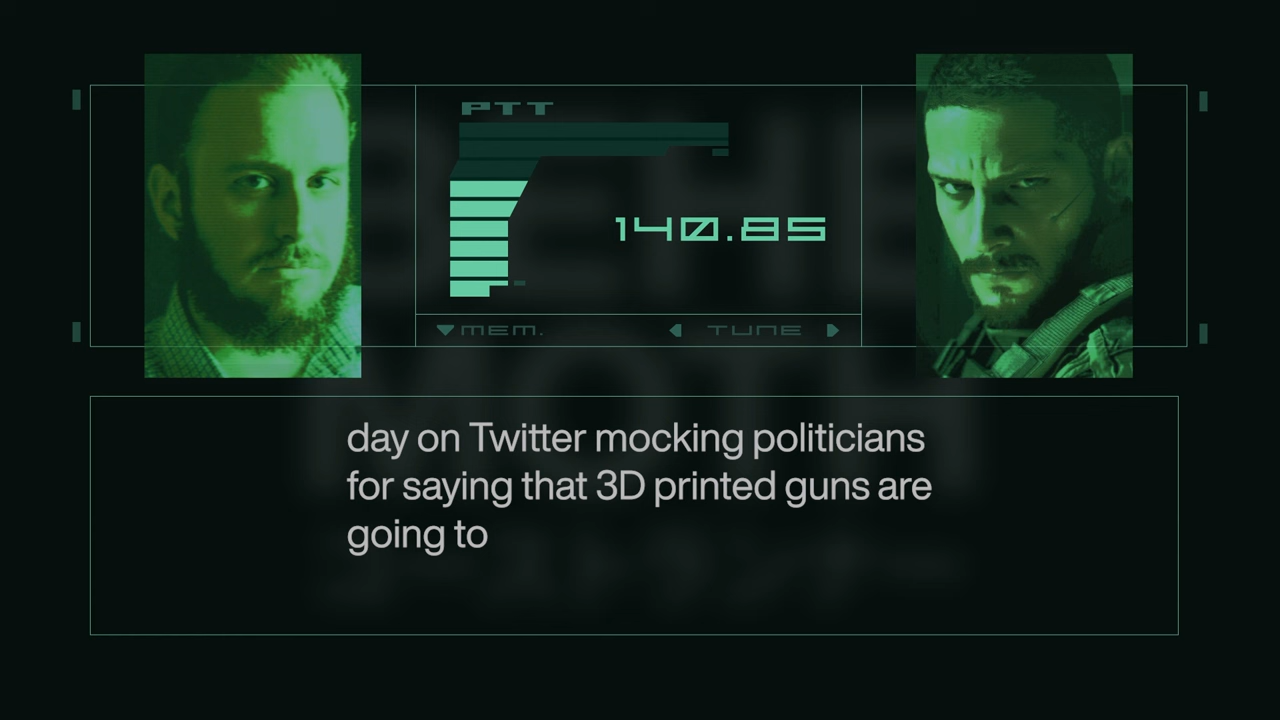 PTT
140.85
MEM.
TUNE
day on Twitter mocking politicians
for saying that 3D printed guns are
going to